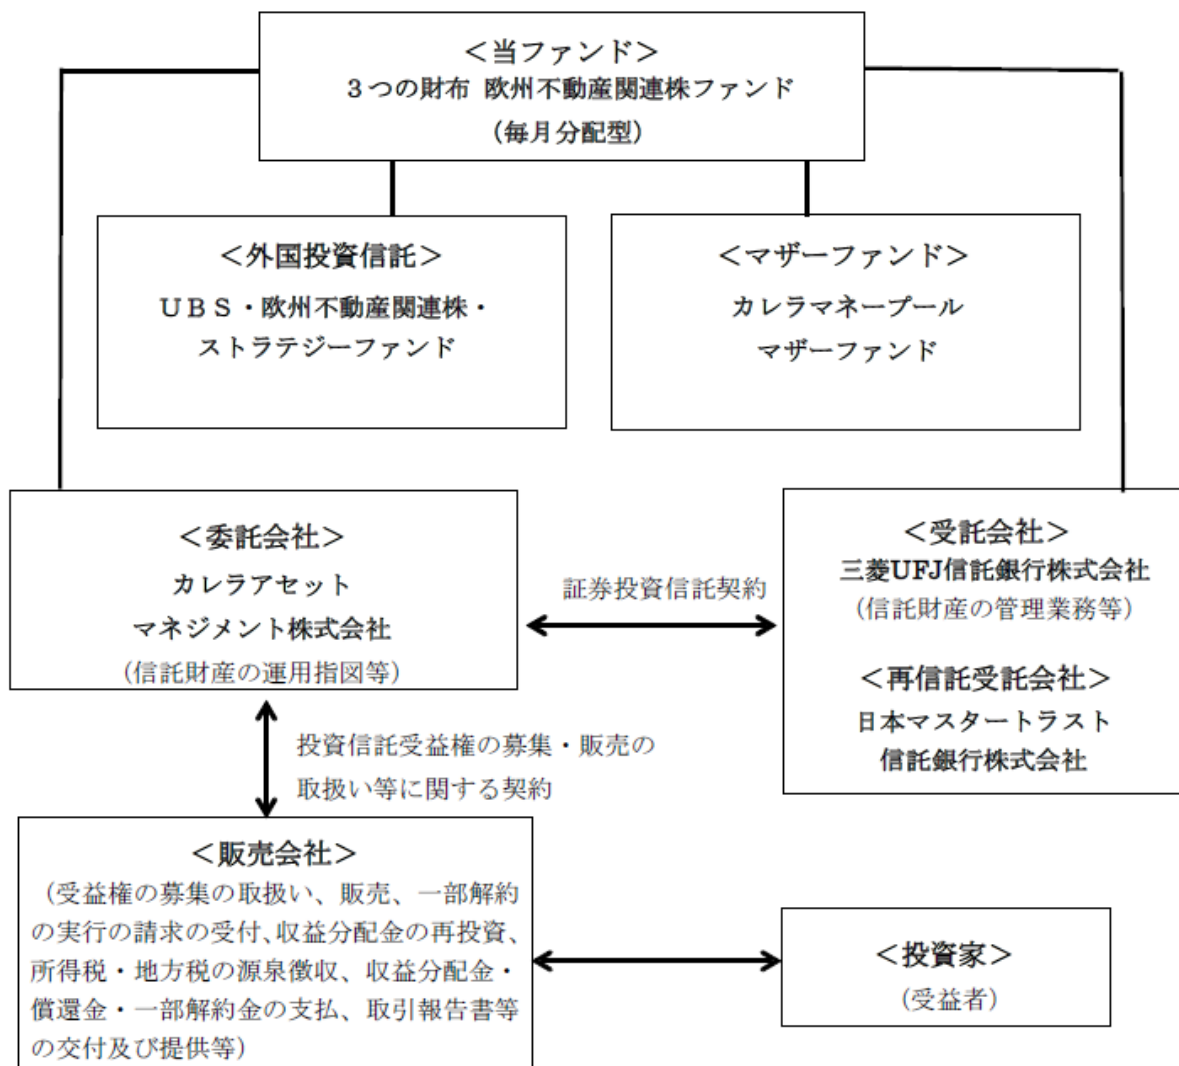 ＜当ファンド＞
３つの財布 欧州不動産関連株ファンド
（毎月分配型）
＜外国投資信託＞
ＵＢＳ・欧州不動産関連株・
ストラテジーファンド
＜マザーファンド＞
カレラマネープール
マザーファンド
＜委託会社＞
カレラアセット
マネジメント株式会社
（信託財産の運用指図等）
証券投資信託契約
＜受託会社＞
三菱UFJ信託銀行株式会社
（信託財産の管理業務等）
＜再信託受託会社＞
日本マスタートラスト
信託銀行株式会社
投資信託受益権の募集・販売の
取扱い等に関する契約
＜販売会社＞
（受益権の募集の取扱い、販売、一部解約
の実行の請求の受付、収益分配金の再投資、
所得税・地方税の源泉徴収、収益分配金・
償還金・一部解約金の支払、取引報告書等
の交付及び提供等）
＜投資家＞
（受益者）